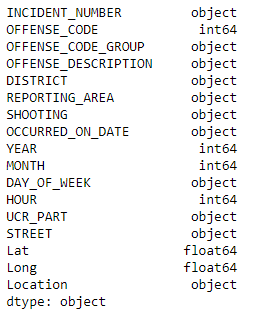 INCIDENT_NUMBER object
OFFENSE_CODE int64
OFFENSE_CODE_GROUP object
OFFENSE_DESCRIPTION object
DISTRICT object
REPORTING_AREA object
SHOOTING object
OCCURRED_ON_DATE object
YEAR int64
MONTH int64
DAY_OF_WEEK object
HOUR int64
UCR_PART object
STREET object
Lat float64
Long float64
Location object
dtype: object